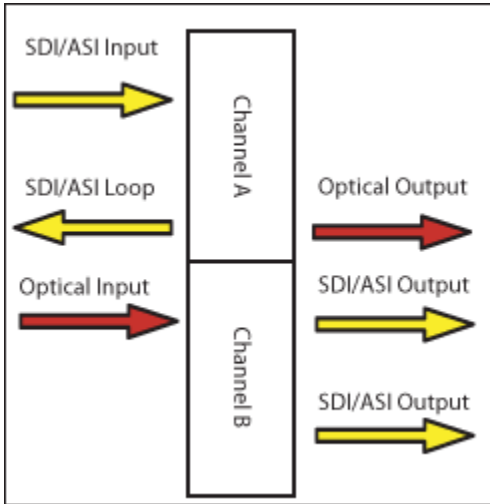 SDI/ASI Input
Channel A
SDI/ASI Loop
Optical Output
Optical Input
SDI/ASI Output
Channel B
SDI/ASI Output